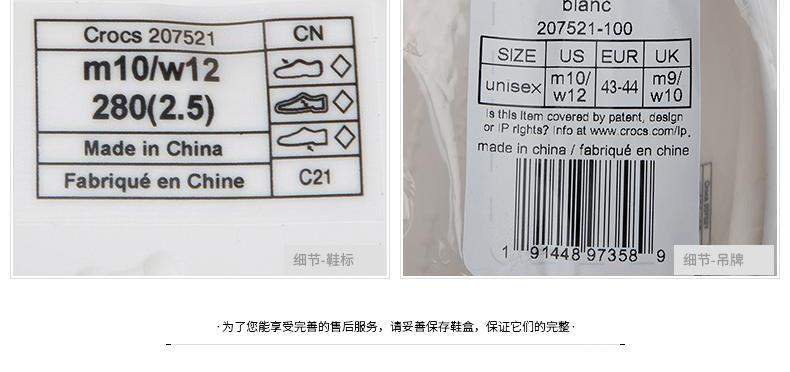 Crocs 207521
CN
m10/w12
280(2.5)
Made in China
Fabriqué en Chine
C21
细节-鞋标
blanc
207521-100
SIZE US EUR UK
unisex m10/w12 43-44 m9/w10
Is this item covered by patent, design
or IP rights? Info at www.crocs.com/ip.
made in china / fabriqué en chine
1 91448 97358 9
细节-吊牌
·为了您能享受完善的售后服务，请妥善保存鞋盒，保证它们的完整·